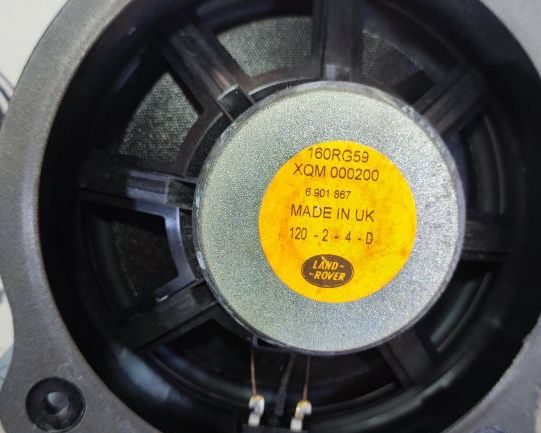 160RG59
XQM 000200
6 901 867
MADE IN UK
120 - 2 - 4 - D
LAND-
-ROVER